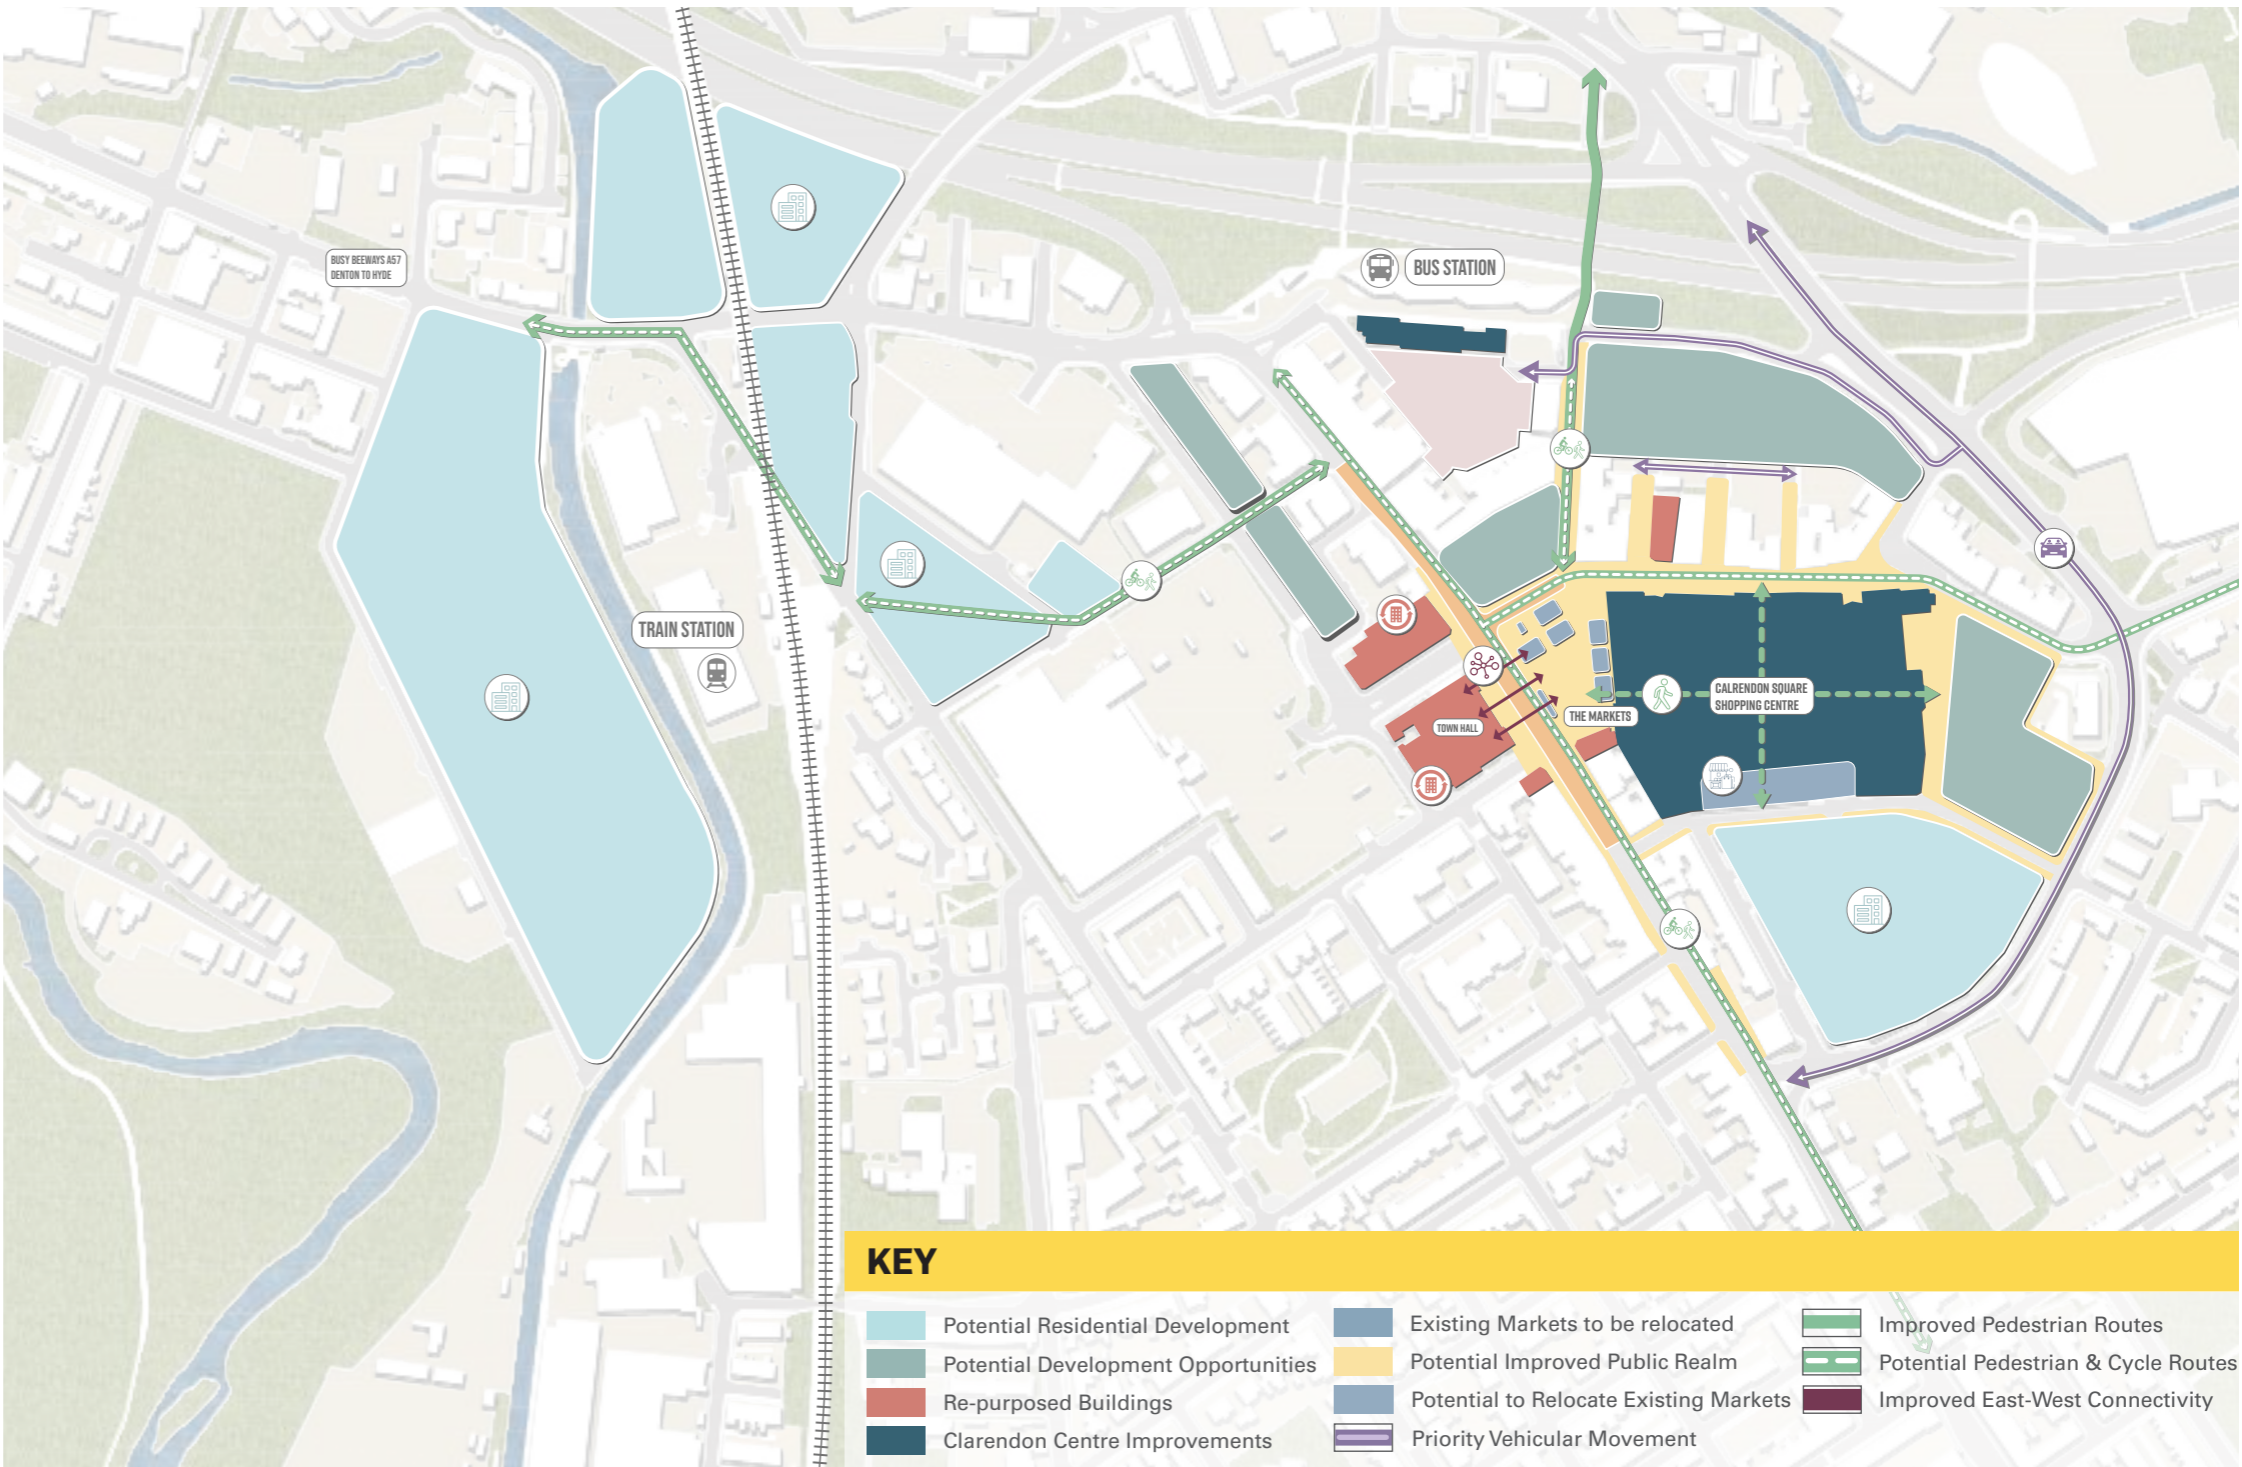 BUSY BEEWAYS A57
DENTON TO HYDE
BUS STATION
TRAIN STATION
TOWN HALL
THE MARKETS
CALRENDON SQUARE
SHOPPING CENTRE
KEY
Potential Residential Development
Potential Development Opportunities
Re-purposed Buildings
Clarendon Centre Improvements
Existing Markets to be relocated
Potential Improved Public Realm
Potential to Relocate Existing Markets
Priority Vehicular Movement
Improved Pedestrian Routes
Potential Pedestrian & Cycle Routes
Improved East-West Connectivity